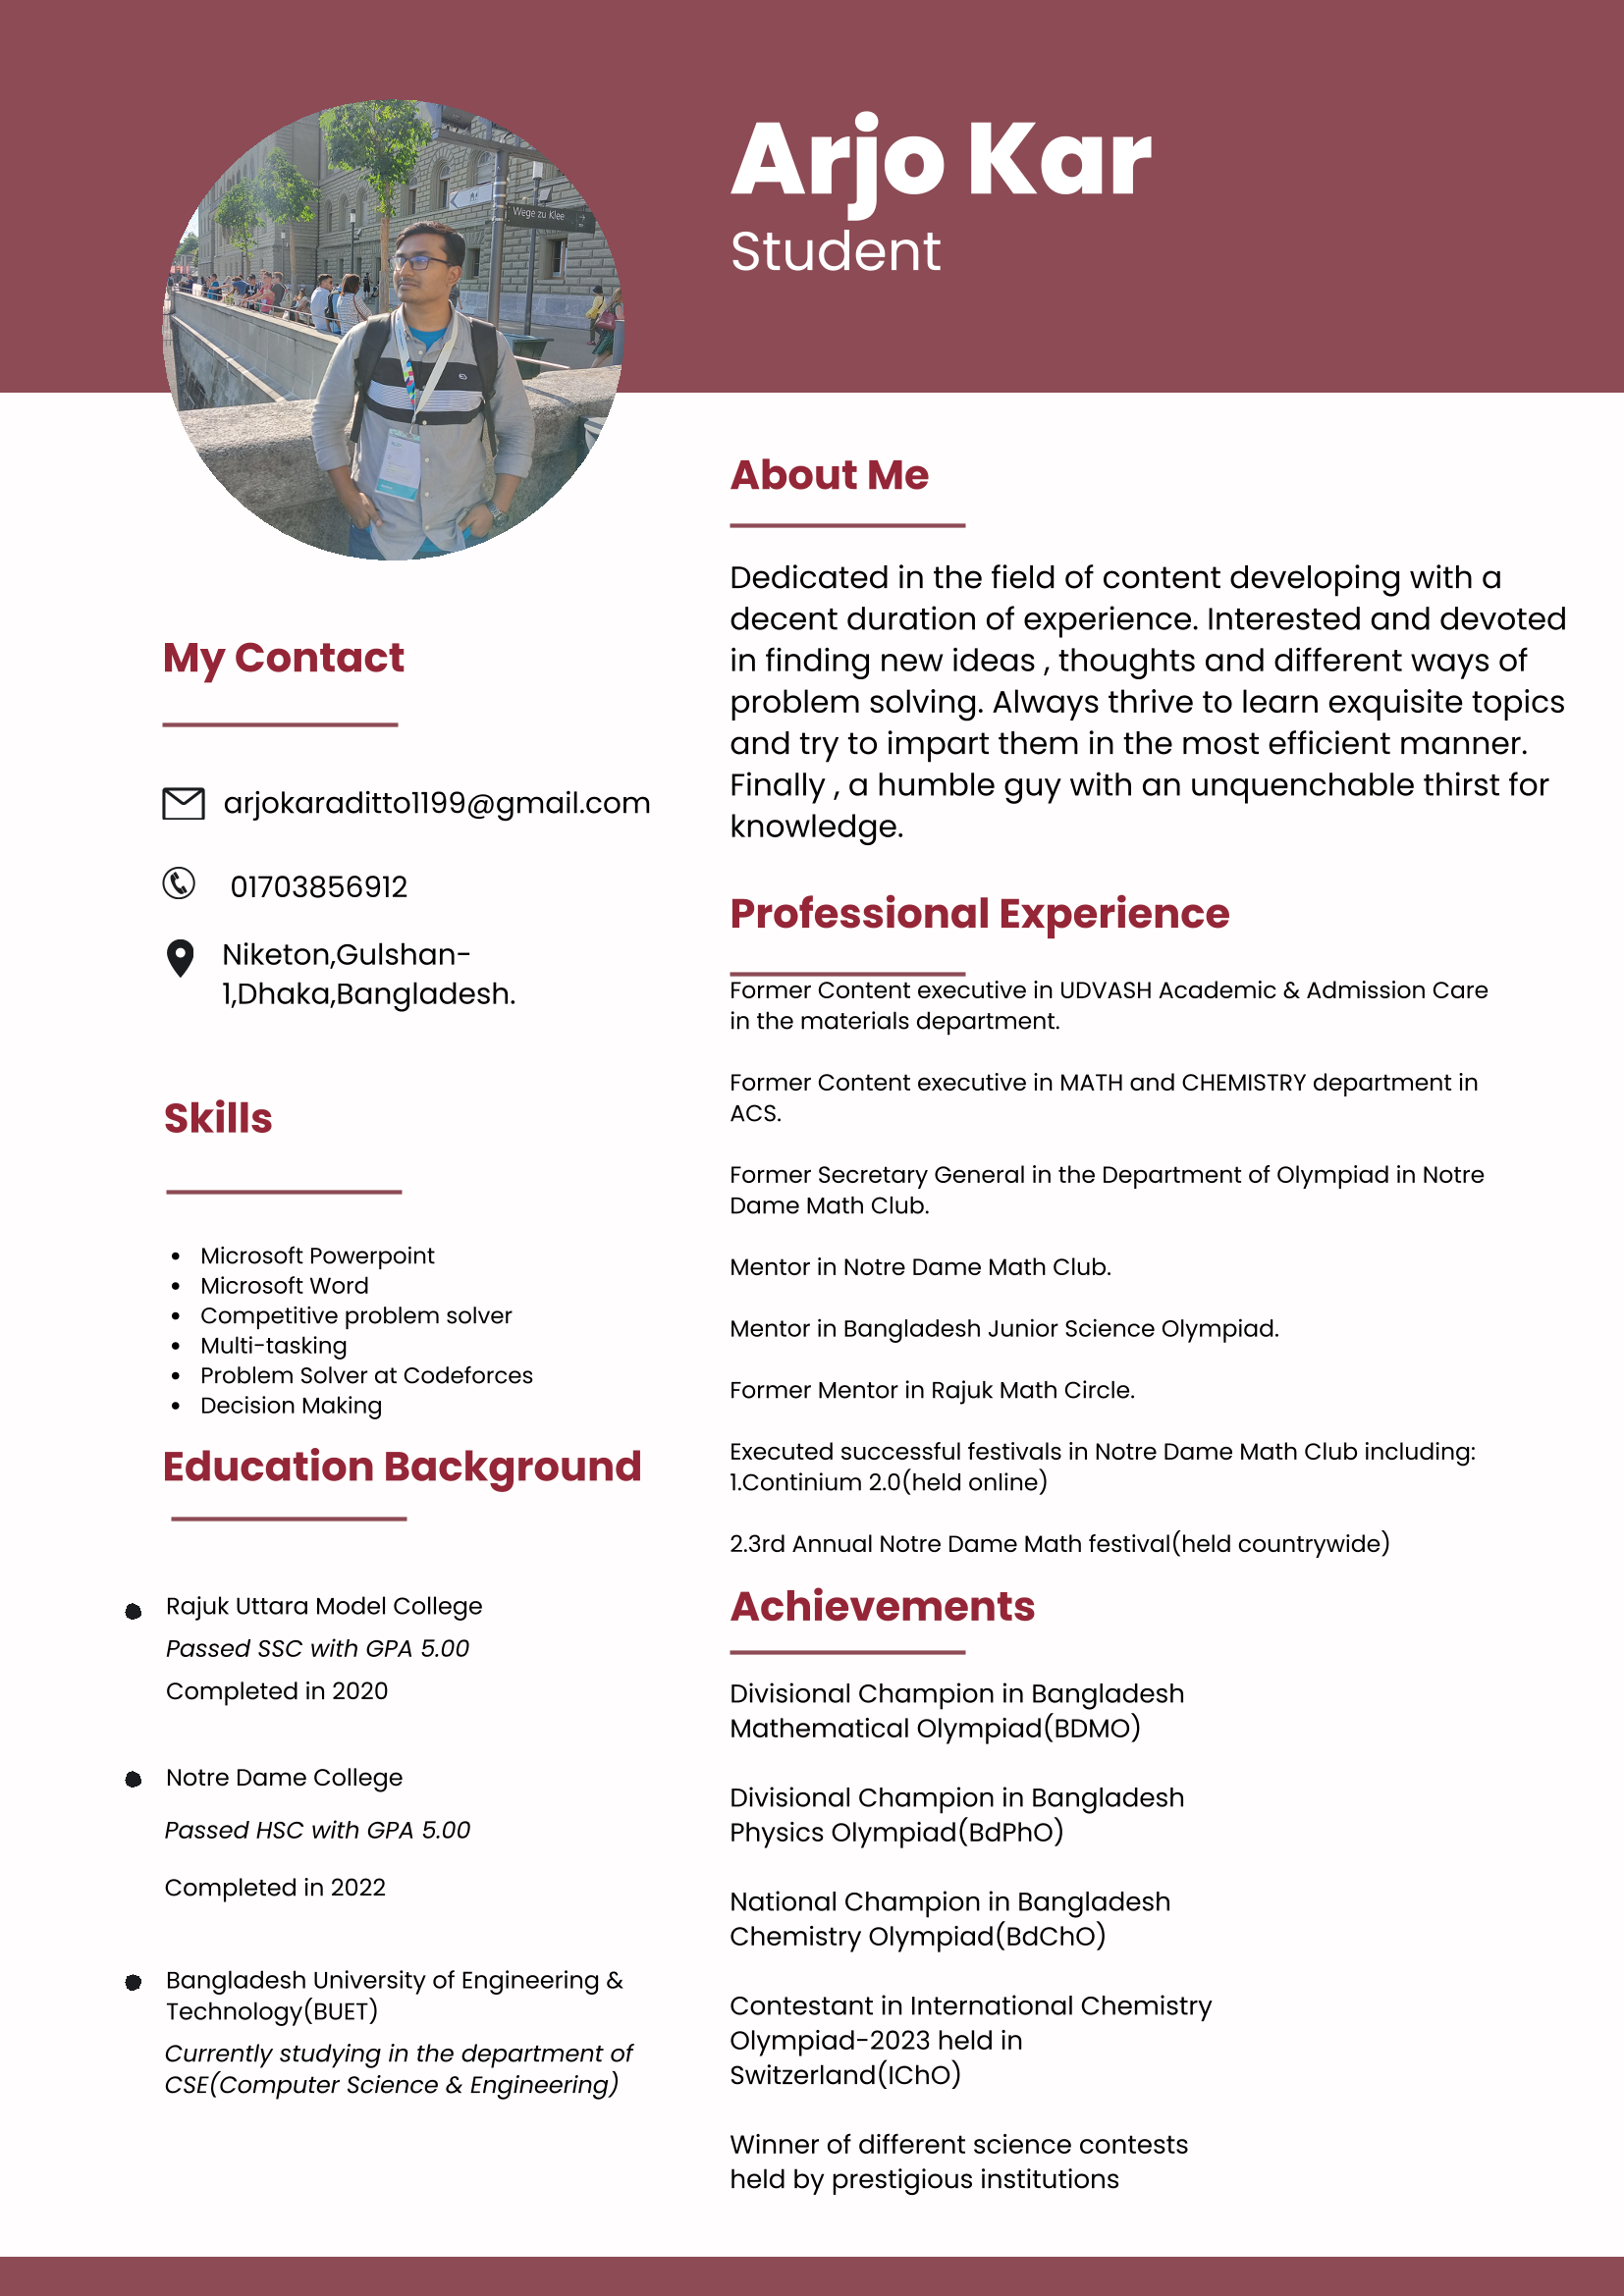 Arjo Kar
Student
Wege zu Klee
My Contact
arjokaraditto1199@gmail.com
01703856912
Niketon,Gulshan-
1,Dhaka,Bangladesh.
Skills
Microsoft Powerpoint
Microsoft Word
Competitive problem solver
Multi-tasking
Problem Solver at Codeforces
Decision Making
Education Background
Rajuk Uttara Model College
Passed SSC with GPA 5.00
Completed in 2020
Notre Dame College
Passed HSC with GPA 5.00
Completed in 2022
Bangladesh University of Engineering &
Technology(BUET)
Currently studying in the department of
CSE(Computer Science & Engineering)
About Me
Dedicated in the field of content developing with a
decent duration of experience. Interested and devoted
in finding new ideas , thoughts and different ways of
problem solving. Always thrive to learn exquisite topics
and try to impart them in the most efficient manner.
Finally , a humble guy with an unquenchable thirst for
knowledge.
Professional Experience
Former Content executive in UDVASH Academic & Admission Care
in the materials department.
Former Content executive in MATH and CHEMISTRY department in
ACS.
Former Secretary General in the Department of Olympiad in Notre
Dame Math Club.
Mentor in Notre Dame Math Club.
Mentor in Bangladesh Junior Science Olympiad.
Former Mentor in Rajuk Math Circle.
Executed successful festivals in Notre Dame Math Club including:
1.Continium 2.0(held online)
2.3rd Annual Notre Dame Math festival(held countrywide)
Achievements
Divisional Champion in Bangladesh
Mathematical Olympiad(BDMO)
Divisional Champion in Bangladesh
Physics Olympiad(BdPhO)
National Champion in Bangladesh
Chemistry Olympiad(BdChO)
Contestant in International Chemistry
Olympiad-2023 held in
Switzerland(IChO)
Winner of different science contests
held by prestigious institutions